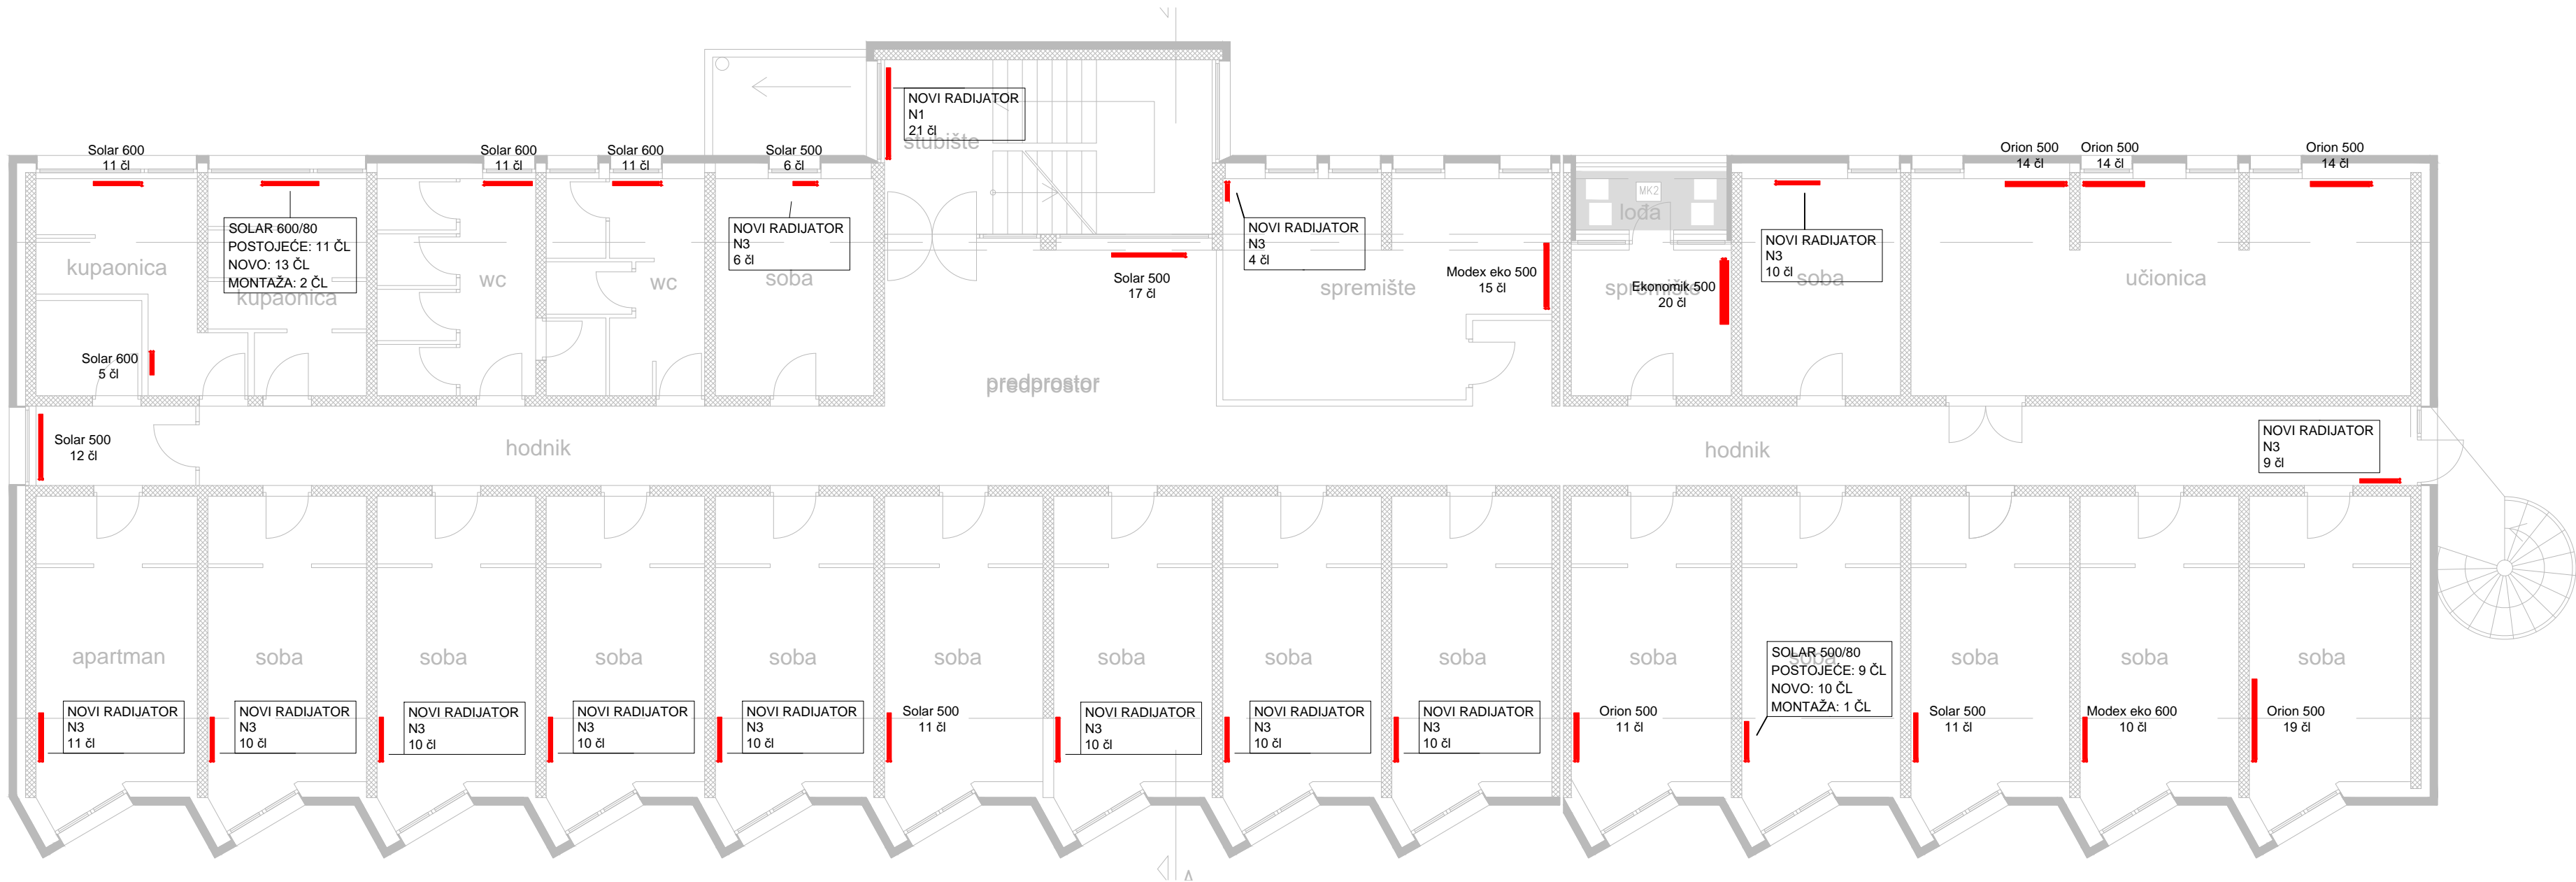 NOVI RADIJATOR
N1
21 čl
stubište
Solar 600
11 čl
Solar 600
11 čl
Solar 600
11 čl
Solar 500
6 čl
Orion 500
14 čl
Orion 500
14 čl
Orion 500
14 čl
SOLAR 600/80
POSTOJEĆE: 11 ČL
NOVO: 13 ČL
MONTAŽA: 2 ČL
NOVI RADIJATOR
N3
6 čl
NOVI RADIJATOR
N3
4 čl
MK2
lođa
NOVI RADIJATOR
N3
10 čl
kupaonica
kupaonica
wc
wc
soba
Solar 500
17 čl
spremište
Modex eko 500
15 čl
spremište
Ekonomik 500
20 čl
soba
učionica
Solar 600
5 čl
predprostor
Solar 500
12 čl
hodnik
hodnik
NOVI RADIJATOR
N3
9 čl
apartman
soba
soba
soba
soba
soba
soba
soba
soba
soba
soba
soba
soba
soba
NOVI RADIJATOR
N3
11 čl
NOVI RADIJATOR
N3
10 čl
NOVI RADIJATOR
N3
10 čl
NOVI RADIJATOR
N3
10 čl
NOVI RADIJATOR
N3
10 čl
Solar 500
11 čl
NOVI RADIJATOR
N3
10 čl
NOVI RADIJATOR
N3
10 čl
NOVI RADIJATOR
N3
10 čl
Orion 500
11 čl
SOLAR 500/80
POSTOJEĆE: 9 ČL
NOVO: 10 ČL
MONTAŽA: 1 ČL
Solar 500
11 čl
Modex eko 600
10 čl
Orion 500
19 čl